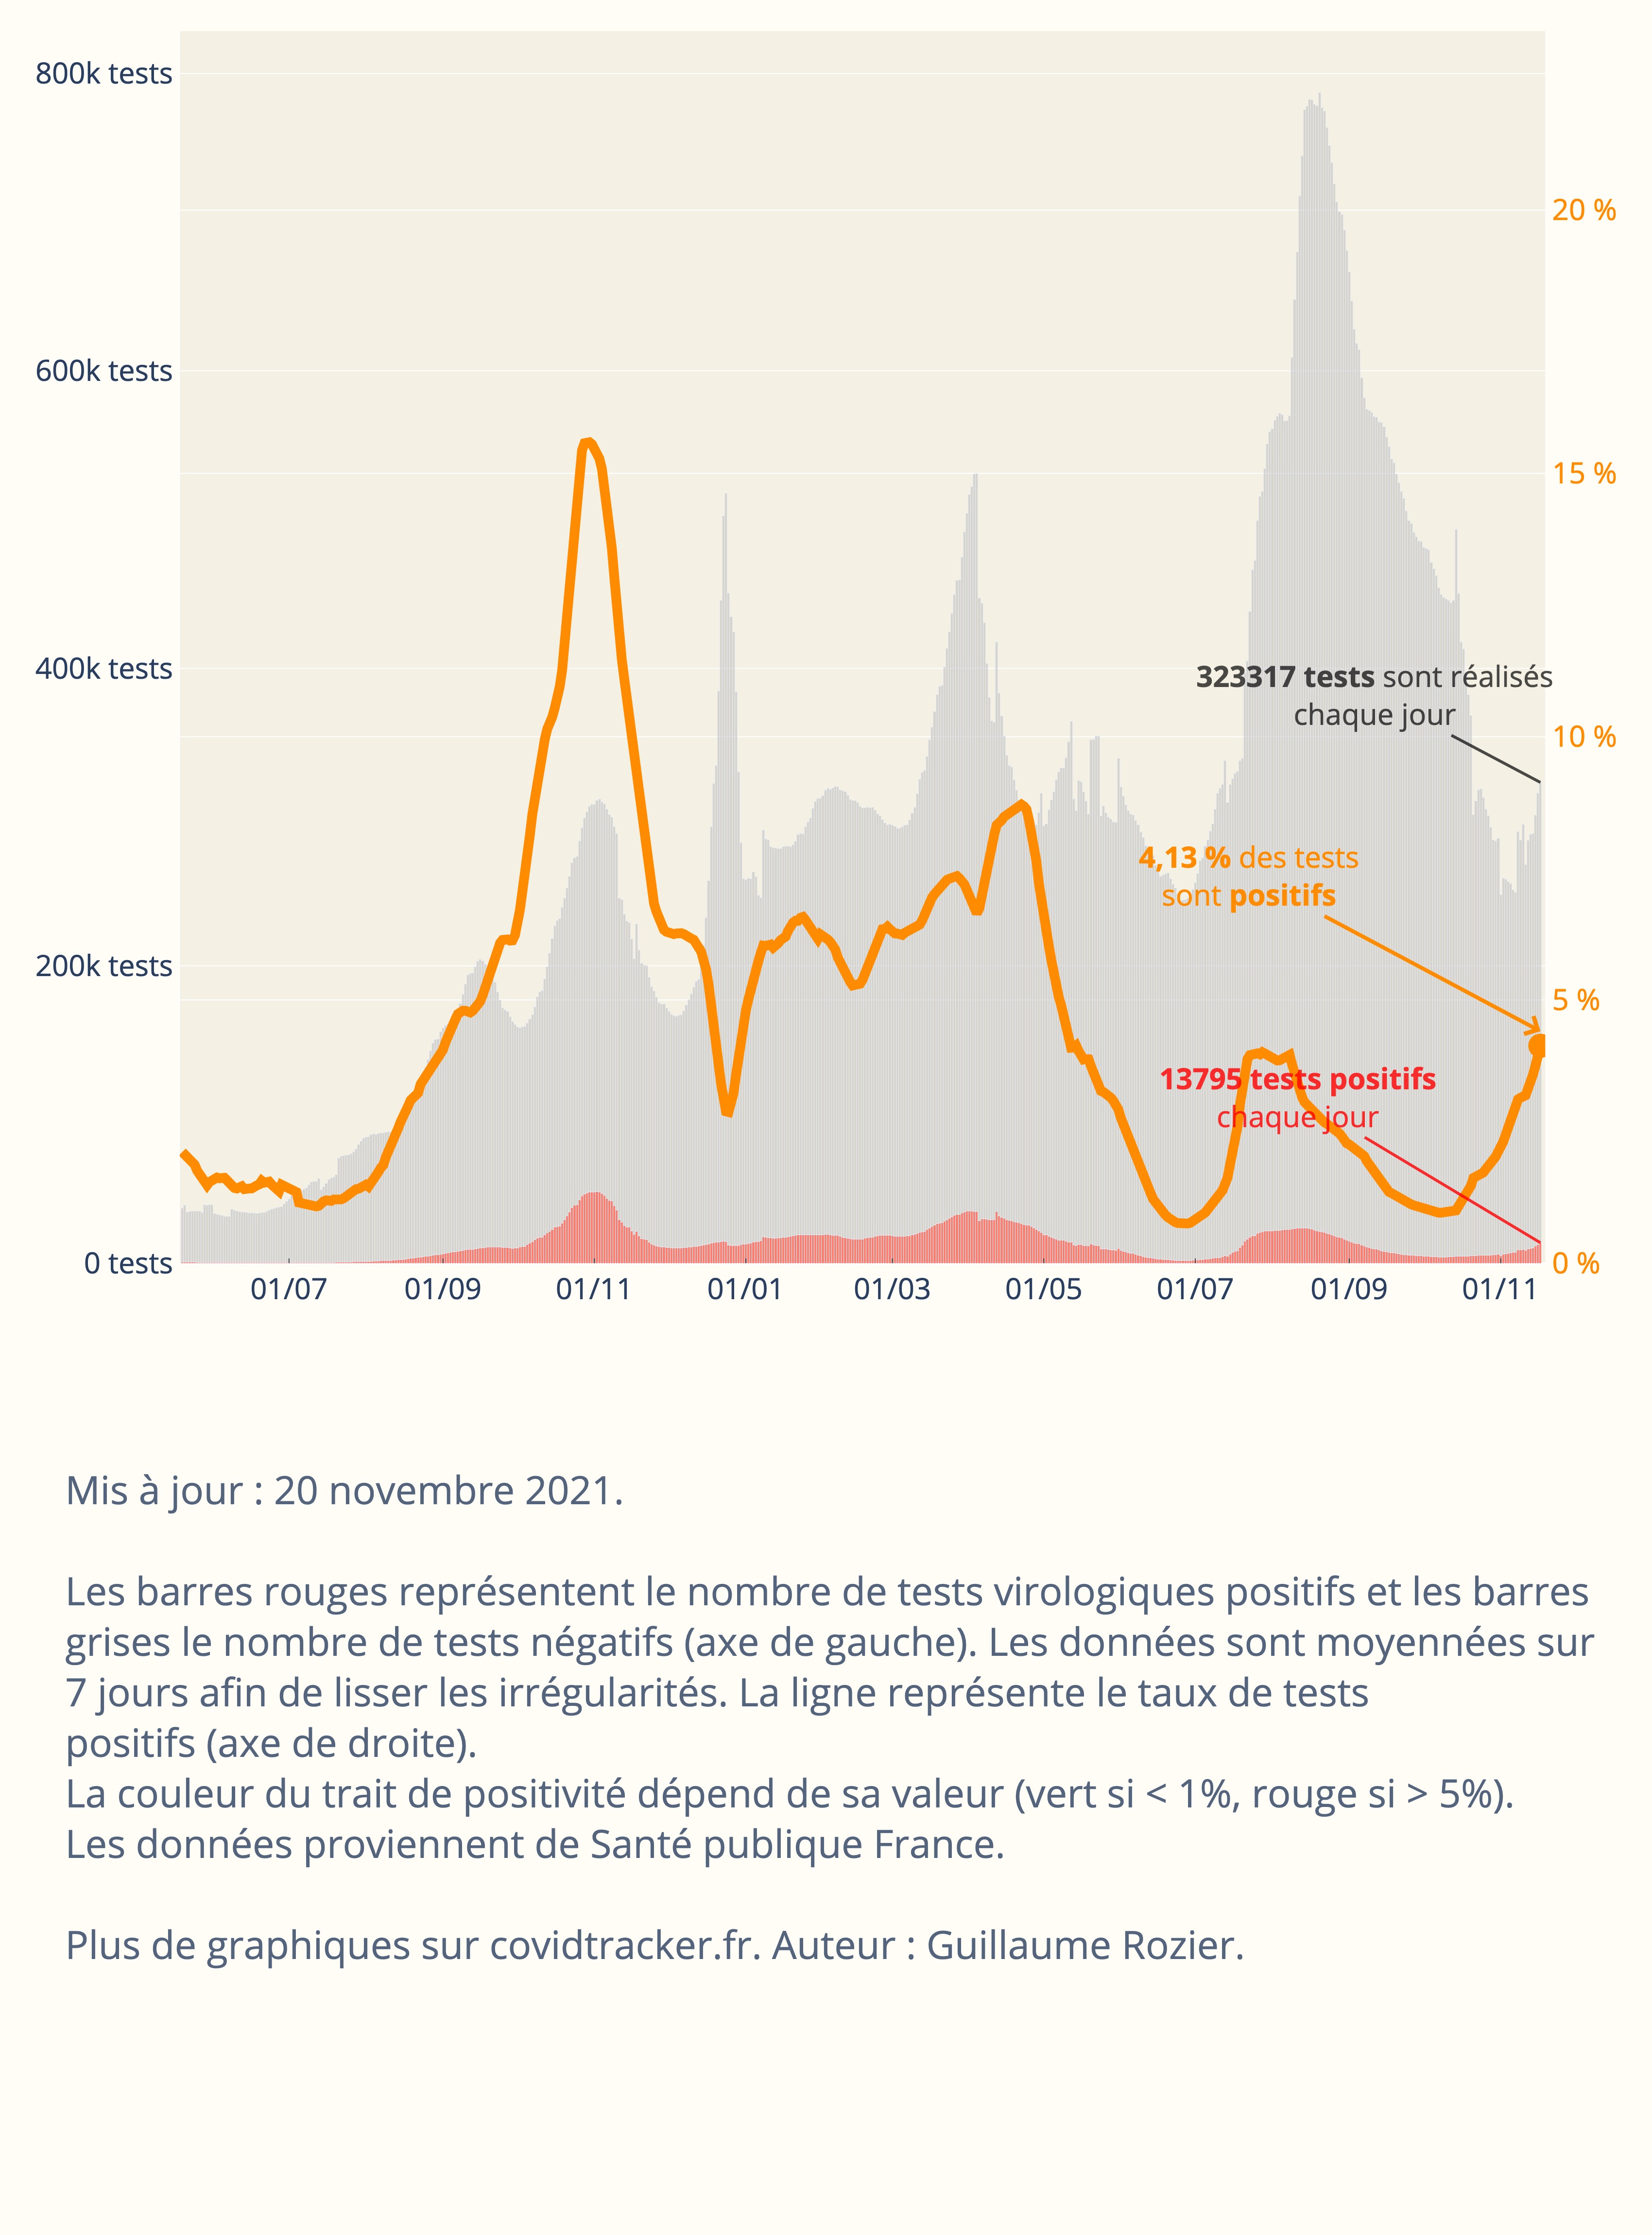 800k tests
600k tests
400k tests
200k tests
0 tests
20 %
15 %
10 %
5 %
0 %
323317 tests sont réalisés
chaque jour
4,13 % des tests
sont positifs
13795 tests positifs
chaque jour
01/07
01/09
01/11
01/01
01/03
01/05
01/07
01/09
01/11
Mis à jour : 20 novembre 2021.
Les barres rouges représentent le nombre de tests virologiques positifs et les barres
grises le nombre de tests négatifs (axe de gauche). Les données sont moyennées sur
7 jours afin de lisser les irrégularités. La ligne représente le taux de tests
positifs (axe de droite).
La couleur du trait de positivité dépend de sa valeur (vert si < 1%, rouge si > 5%).
Les données proviennent de Santé publique France.
Plus de graphiques sur covidtracker.fr. Auteur : Guillaume Rozier.